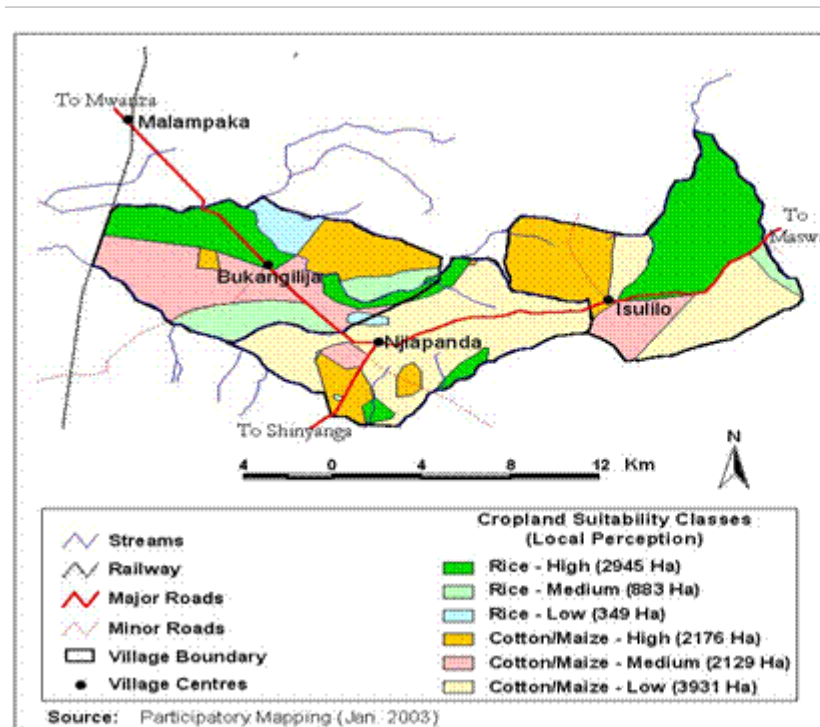 To Mwanza
Malampaka
To
Maswa
Bukangilija
Isulilo
Njiapanda
To Shinyanga
N
4 0 4 8 12 Km
Streams
Railway
Major Roads
Minor Roads
Village Boundary
Village Centres
Cropland Suitability Classes
(Local Perception)
Rice - High (2945 Ha)
Rice - Medium (883 Ha)
Rice - Low (349 Ha)
Cotton/Maize - High (2176 Ha)
Cotton/Maize - Medium (2129 Ha)
Cotton/Maize - Low (3931 Ha)
Source: Participatory Mapping (Jan. 2003)